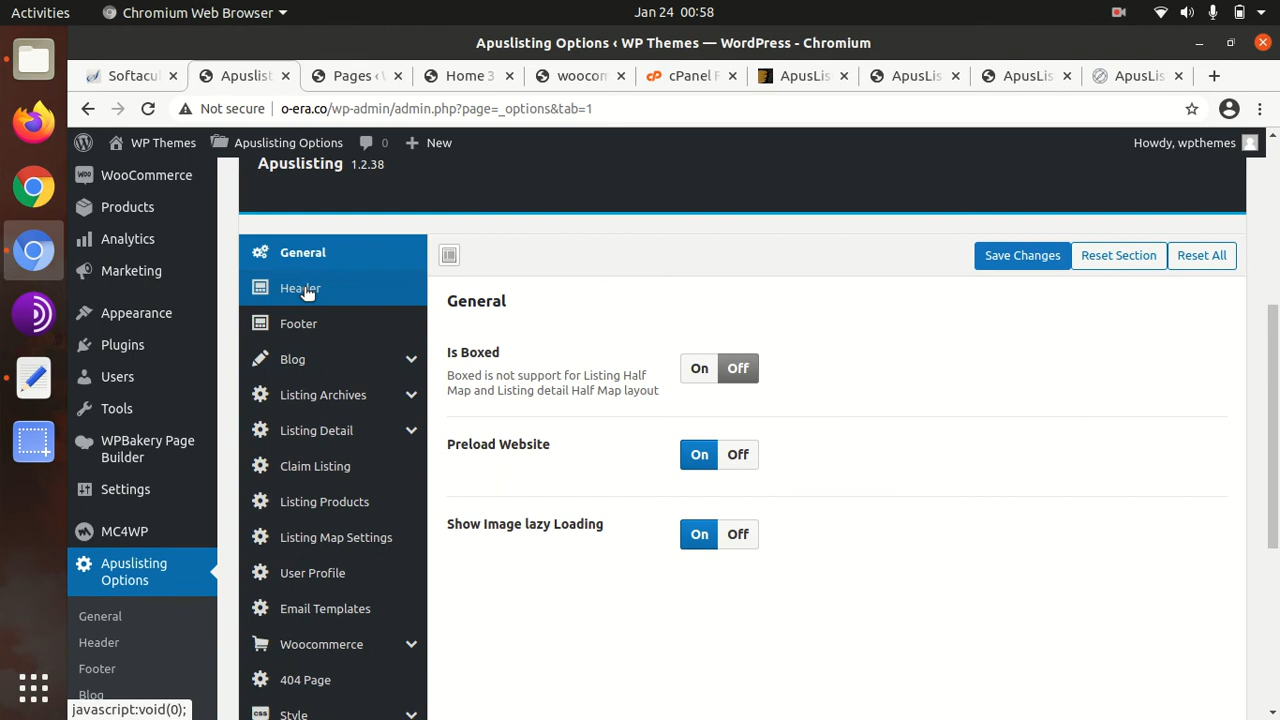 Activities
Chromium Web Browser
Jan 24 00:58
Apuslisting Options ‹ WP Themes — WordPress - Chromium
Softacul
Apuslist
Pages ‹ W
Home 3
woocom
cPanel F
ApusLis
ApusLis
ApusLis
ApusLis
Not secure
o-era.co/wp-admin/admin.php?page=_options&tab=1
WP Themes
Apuslisting Options
0
New
Howdy, wpthemes
WooCommerce
Products
Analytics
Marketing
Appearance
Plugins
Users
Tools
WPBakery Page
Builder
Settings
MC4WP
Apuslisting
Options
General
Header
Footer
Blog
javascript:void(0);
Apuslisting 1.2.38
General
Header
Footer
Blog
Listing Archives
Listing Detail
Claim Listing
Listing Products
Listing Map Settings
User Profile
Email Templates
Woocommerce
404 Page
Style
Save Changes
Reset Section
Reset All
General
Is Boxed
Boxed is not support for Listing Half
Map and Listing detail Half Map layout
On Off
Preload Website
On Off
Show Image lazy Loading
On Off